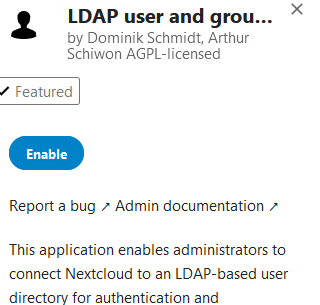 LDAP user and grou...
by Dominik Schmidt, Arthur
Schiwon AGPL-licensed
✓ Featured
Enable
Report a bug ↗ Admin documentation ↗
This application enables administrators to
connect Nextcloud to an LDAP-based user
directory for authentication and